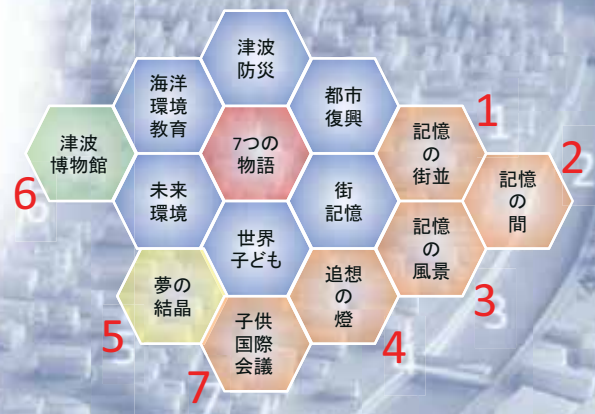 津波
防災
海洋
環境
教育
都市
復興
津波
博物館
7つの
物語
記憶
の
街並
1
記憶
の
間
2
6
未来
環境
街
記憶
世界
子ども
記憶
の
風景
3
夢の
結晶
5
追想
の
燈
4
子供
国際
会議
7